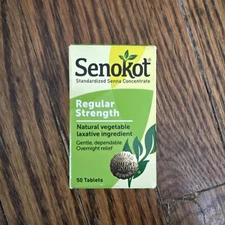 Senokot
Standardized Senna Concentrate
Regular
Strength
Natural vegetable
laxative ingredient
Gentle, dependable
Overnight relief
50 Tablets